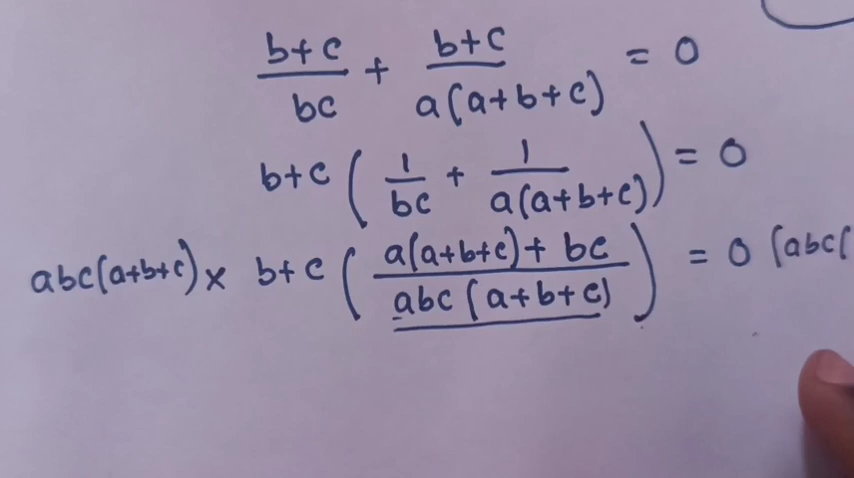 b+c/bc + b+c/a(a+b+c) = 0
b+c ( 1/bc + 1/a(a+b+c) ) = 0
abc(a+b+c) × b+c ( a(a+b+c) + bc / abc(a+b+c) ) = 0 (abc(